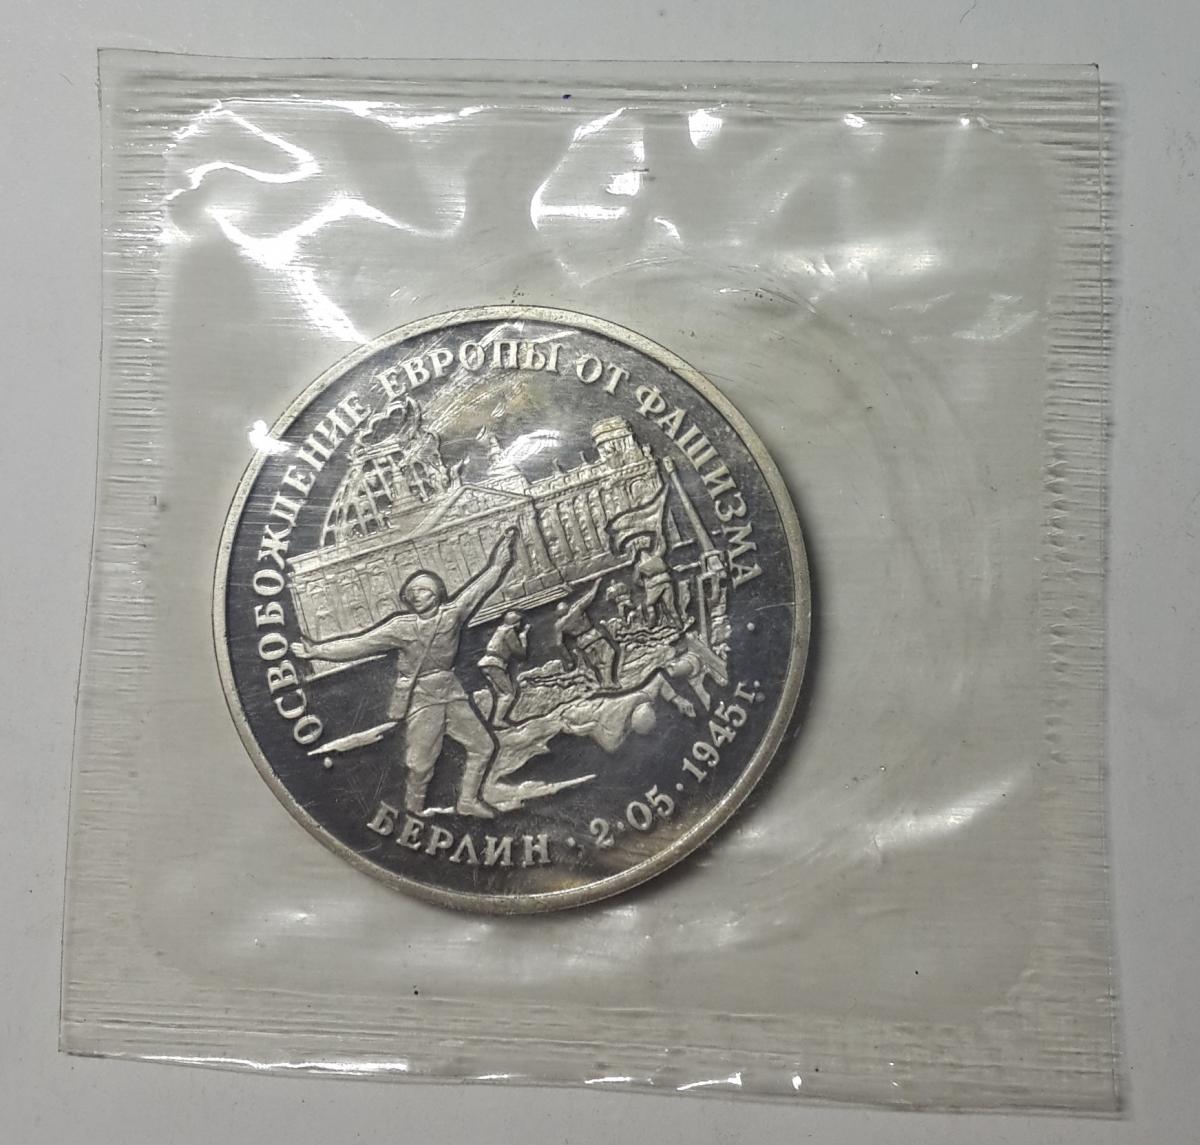 ·ОСВОБОЖДЕНИЕ ЕВРОПЫ ОТ ФАШИЗМА·
БЕРЛИН · 2·05·1945г.